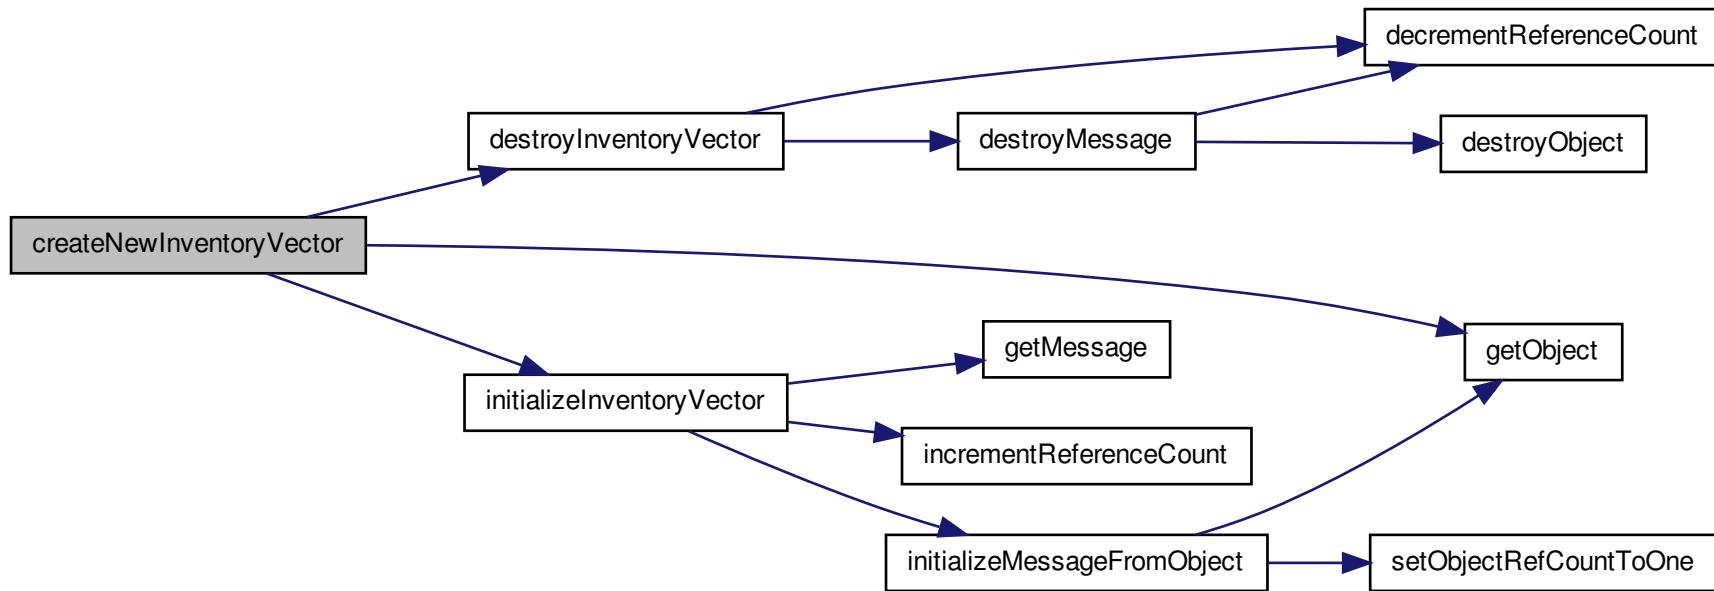 decrementReferenceCount
destroyInventoryVector
destroyMessage
destroyObject
createNewInventoryVector
getMessage
getObject
initializeInventoryVector
incrementReferenceCount
initializeMessageFromObject
setObjectRefCountToOne